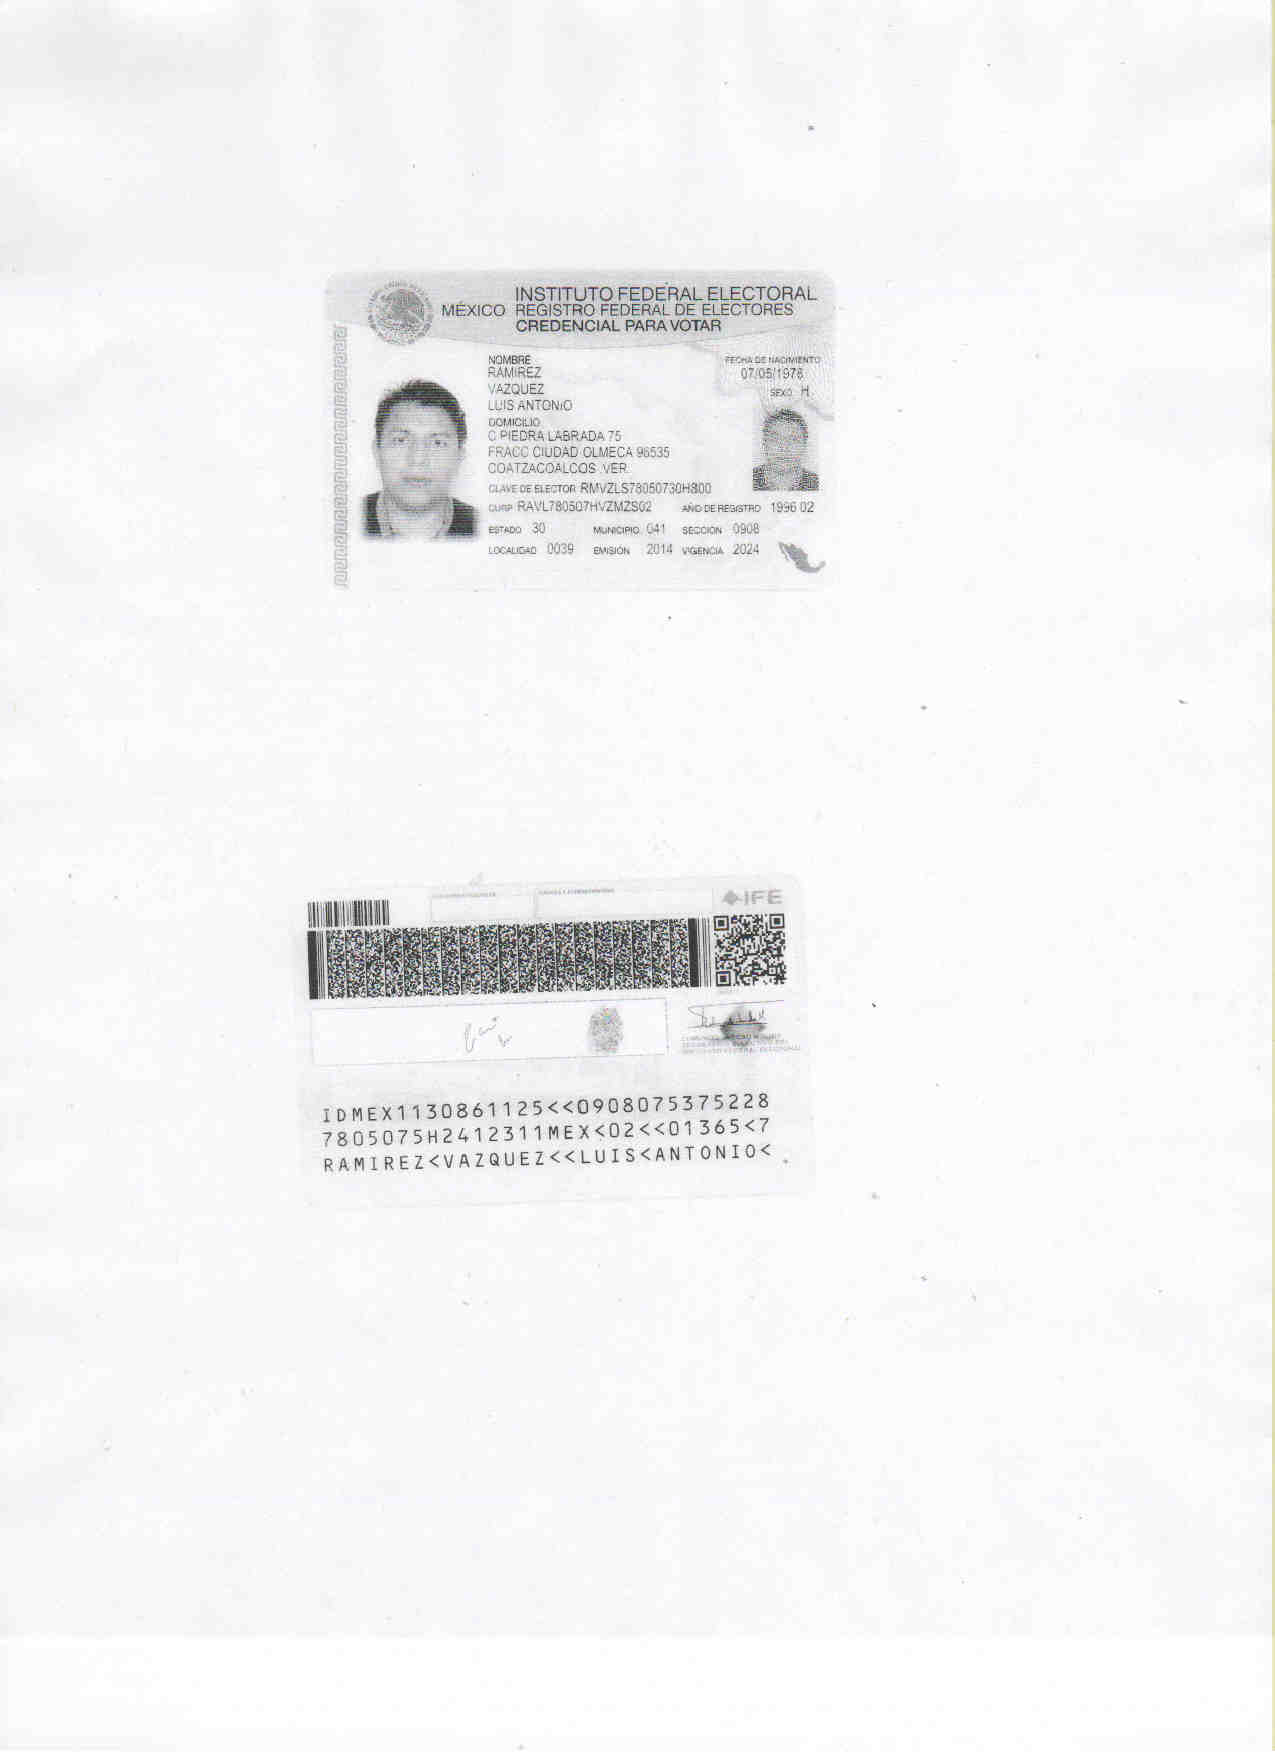 INSTITUTO FEDERAL ELECTORAL
MÉXICO REGISTRO FEDERAL DE ELECTORES
CREDENCIAL PARA VOTAR
NOMBRE
RAMIREZ
VAZQUEZ
LUIS ANTONIO
FECHA DE NACIMIENTO
07/05/1978
SEXO H
DOMICILIO
C PIEDRA LABRADA 75
FRACC CIUDAD OLMECA 96535
COATZACOALCOS VER.
CLAVE DE ELECTOR RMVZLS78050730H800
CURP RAVL780507HVZMZS02 AÑO DE REGISTRO 1996 02
ESTADO 30 MUNICIPIO 041 SECCIÓN 0908
LOCALIDAD 0039 EMISIÓN 2014 VIGENCIA 2024
IFE
IDMEX1130861125<<0908075375228
7805075H2412311MEX<02<<01365<7
RAMIREZ<VAZQUEZ<<LUIS<ANTONIO<